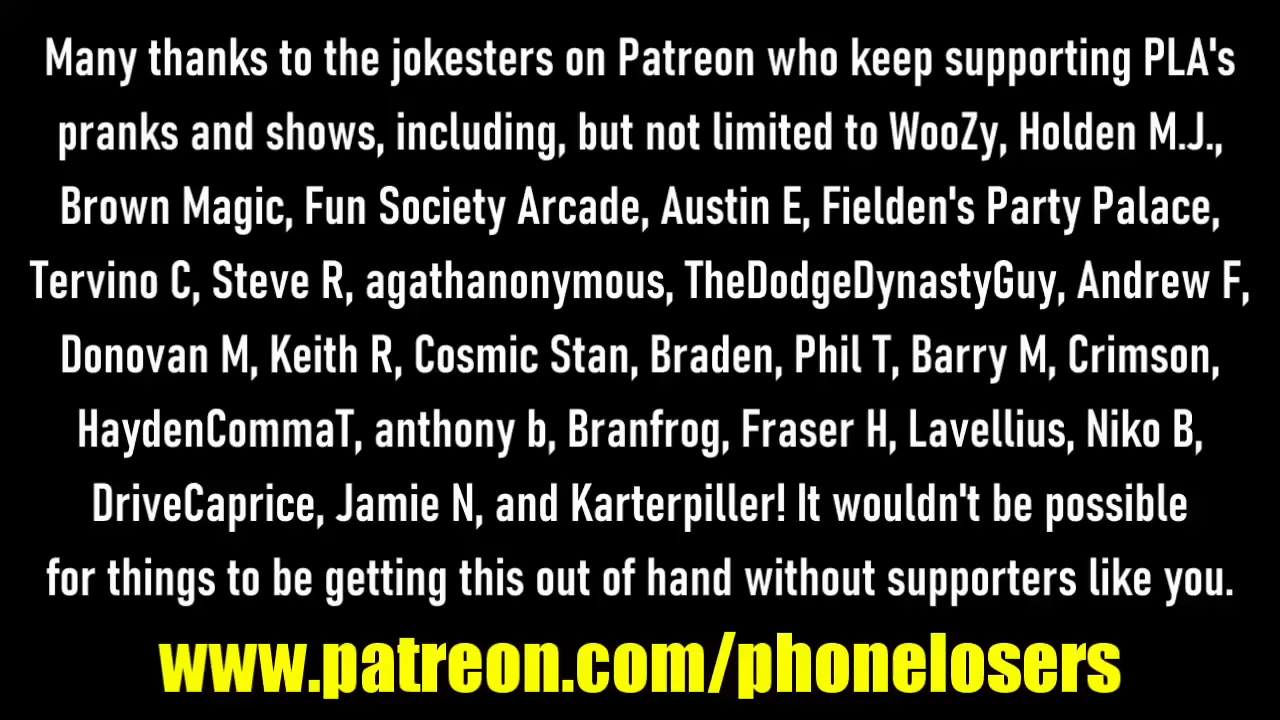 Many thanks to the jokesters on Patreon who keep supporting PLA's
pranks and shows, including, but not limited to WooZy, Holden M.J.,
Brown Magic, Fun Society Arcade, Austin E, Fielden's Party Palace,
Tervino C, Steve R, agathanonymous, TheDodgeDynastyGuy, Andrew F,
Donovan M, Keith R, Cosmic Stan, Braden, Phil T, Barry M, Crimson,
HaydenCommaT, anthony b, Branfrog, Fraser H, Lavellius, Niko B,
DriveCaprice, Jamie N, and Karterpiller! It wouldn't be possible
for things to be getting this out of hand without supporters like you.
www.patreon.com/phonelosers